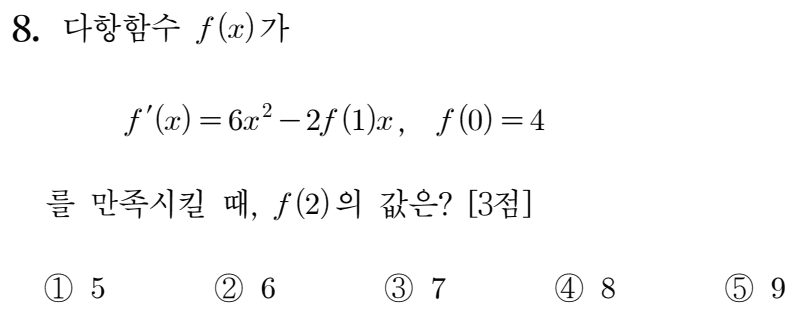 8. 다항함수 f(x)가
f′(x)=6x²−2f(1)x, f(0)=4
를 만족시킬 때, f(2)의 값은? [3점]
① 5 ② 6 ③ 7 ④ 8 ⑤ 9